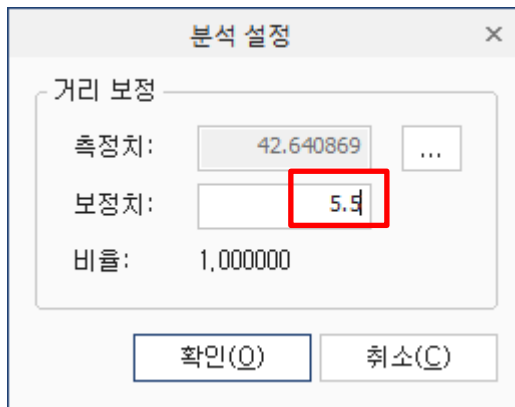 분석 설정
거리 보정
측정치: 42.640869 ...
보정치: 5.5
비율: 1,000000
확인(O) 취소(C)